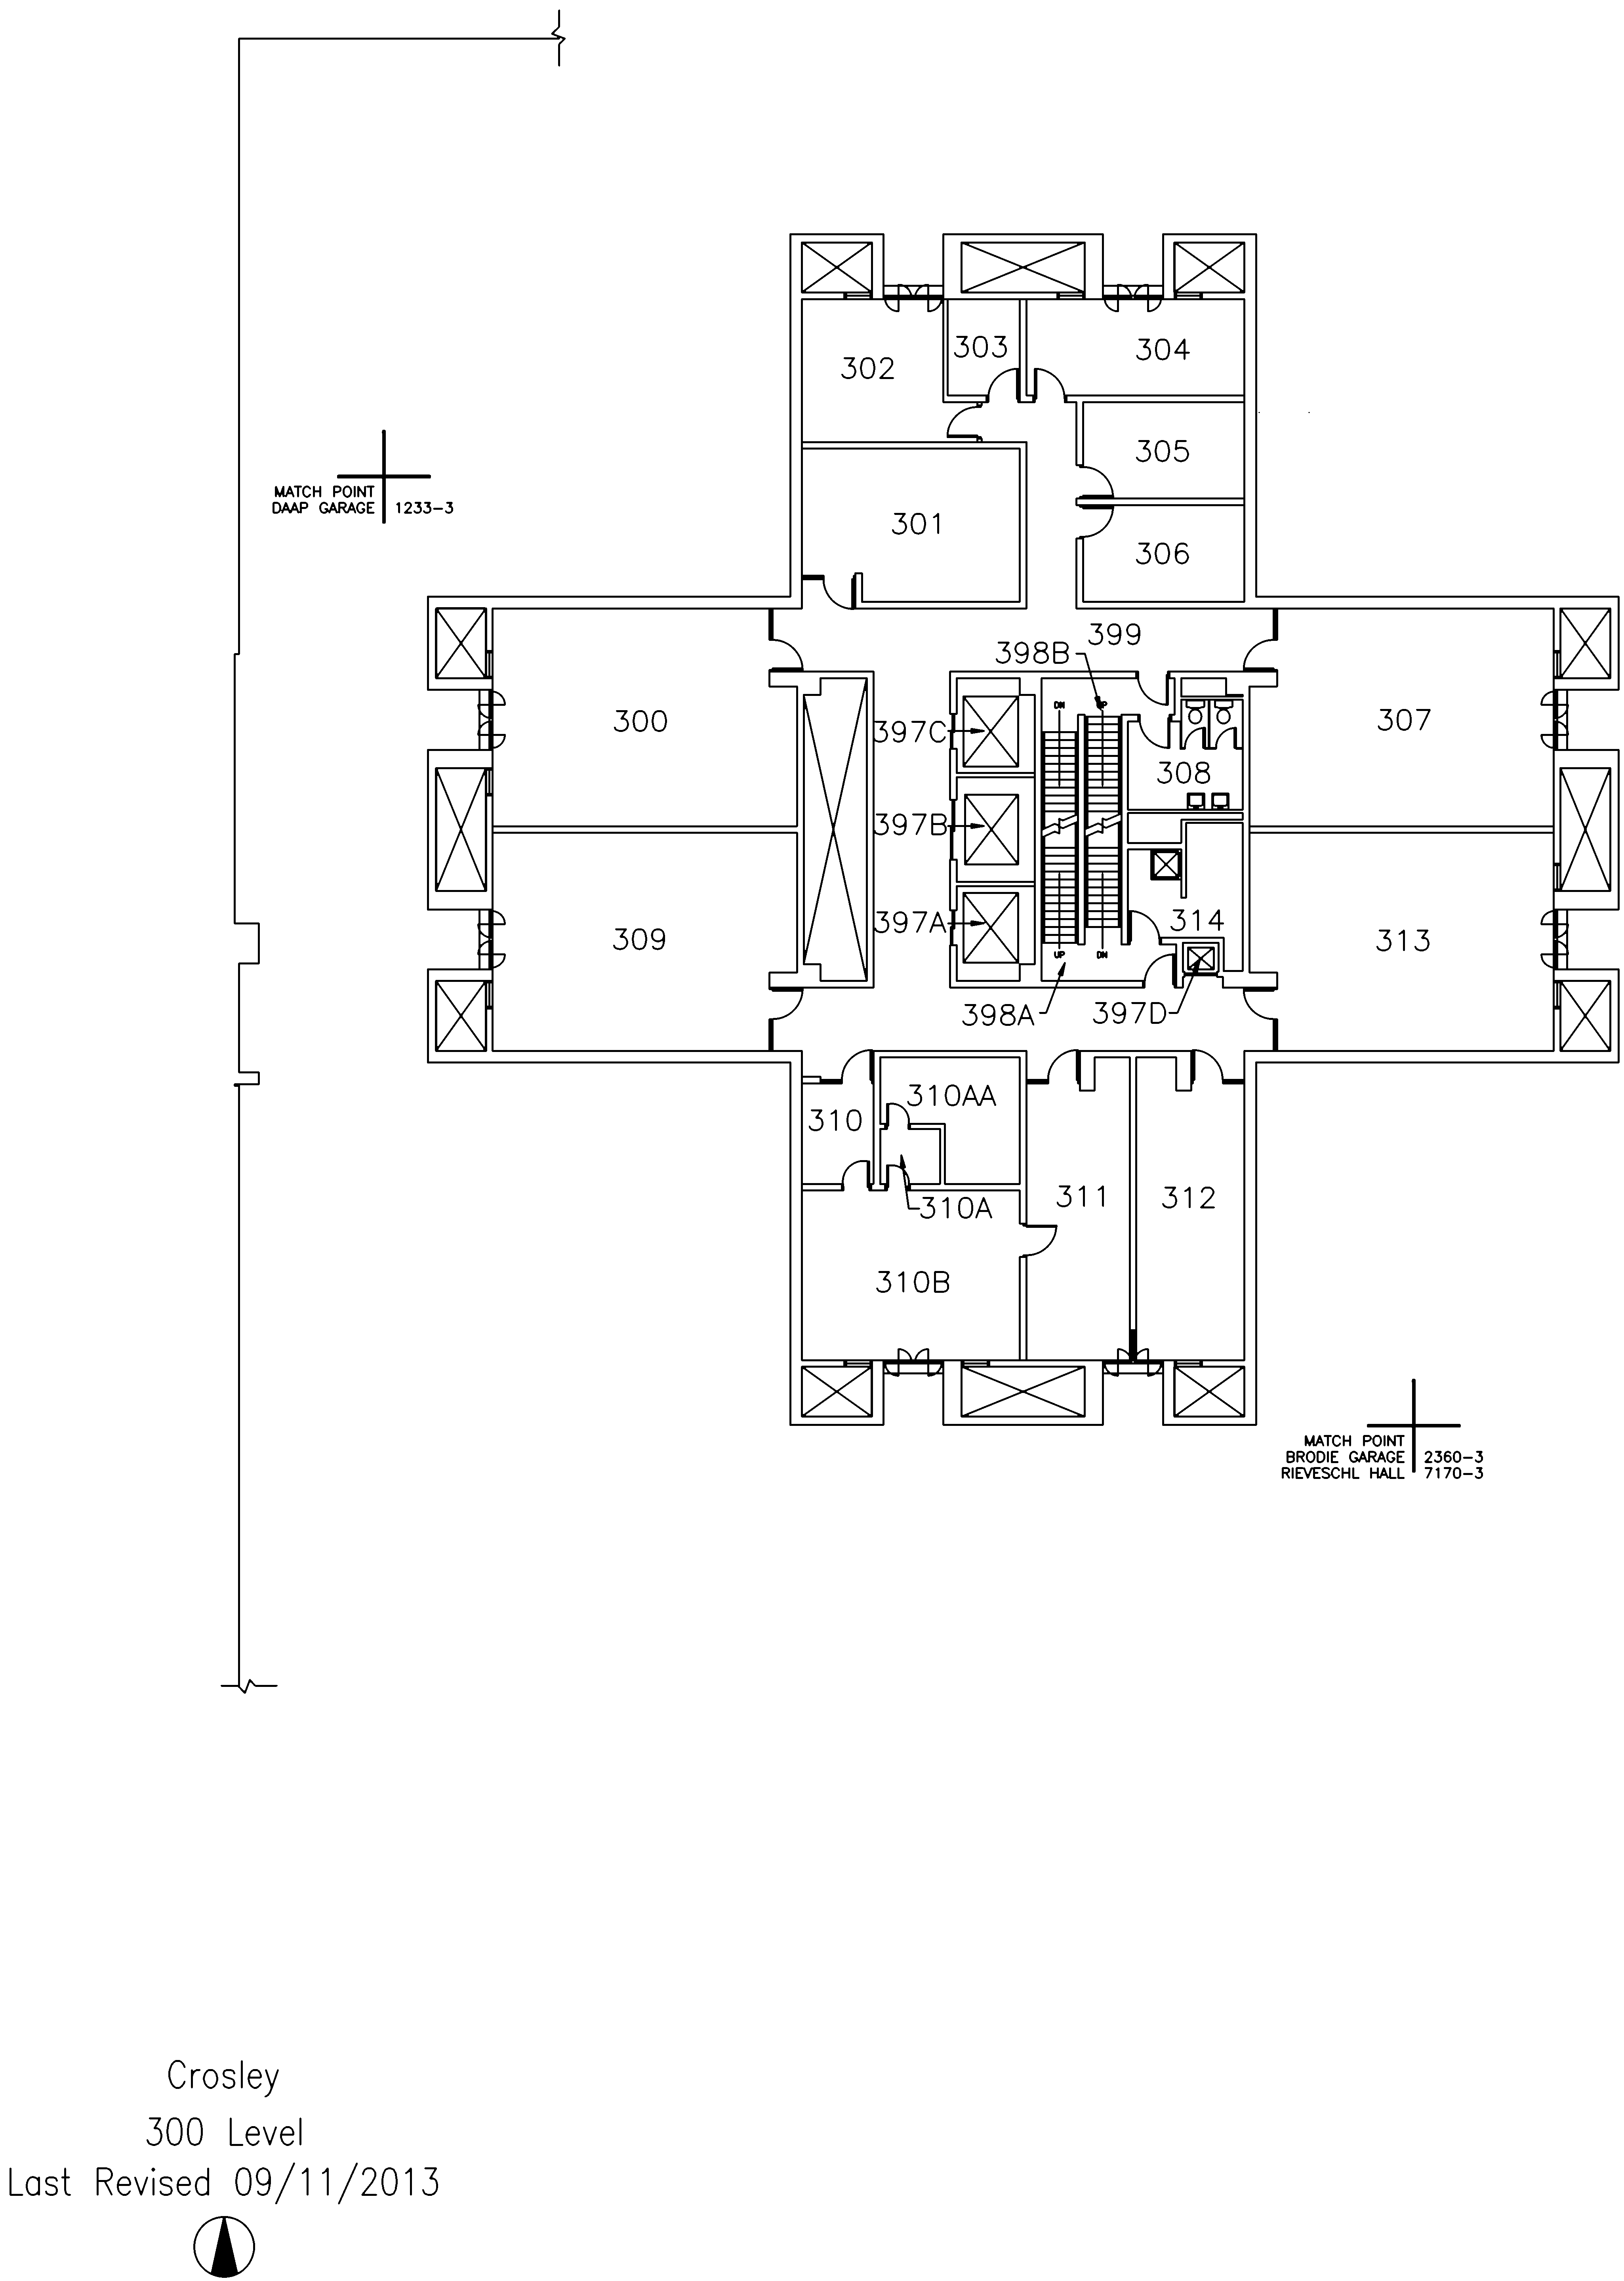 MATCH POINT
DAAP GARAGE 1233-3
302
303
304
305
301
306
399
398B
300
307
DN
UP
397C
308
397B
397A
314
309
313
UP
DN
398A
397D
310
310AA
310A
311
312
310B
MATCH POINT
BRODIE GARAGE 2360-3
RIEVESCHL HALL 7170-3
Crosley
300 Level
Last Revised 09/11/2013